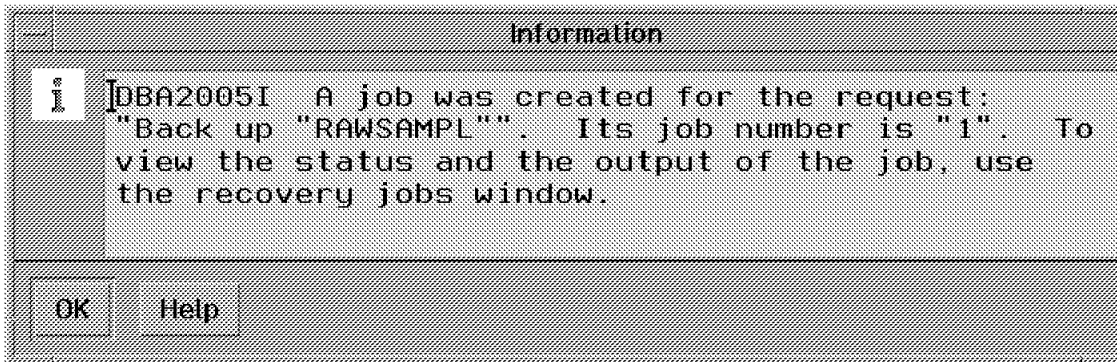 Information
i
DBA2005I A job was created for the request:
"Back up "RAWSAMPL"". Its job number is "1". To
view the status and the output of the job, use
the recovery jobs window.
OK Help